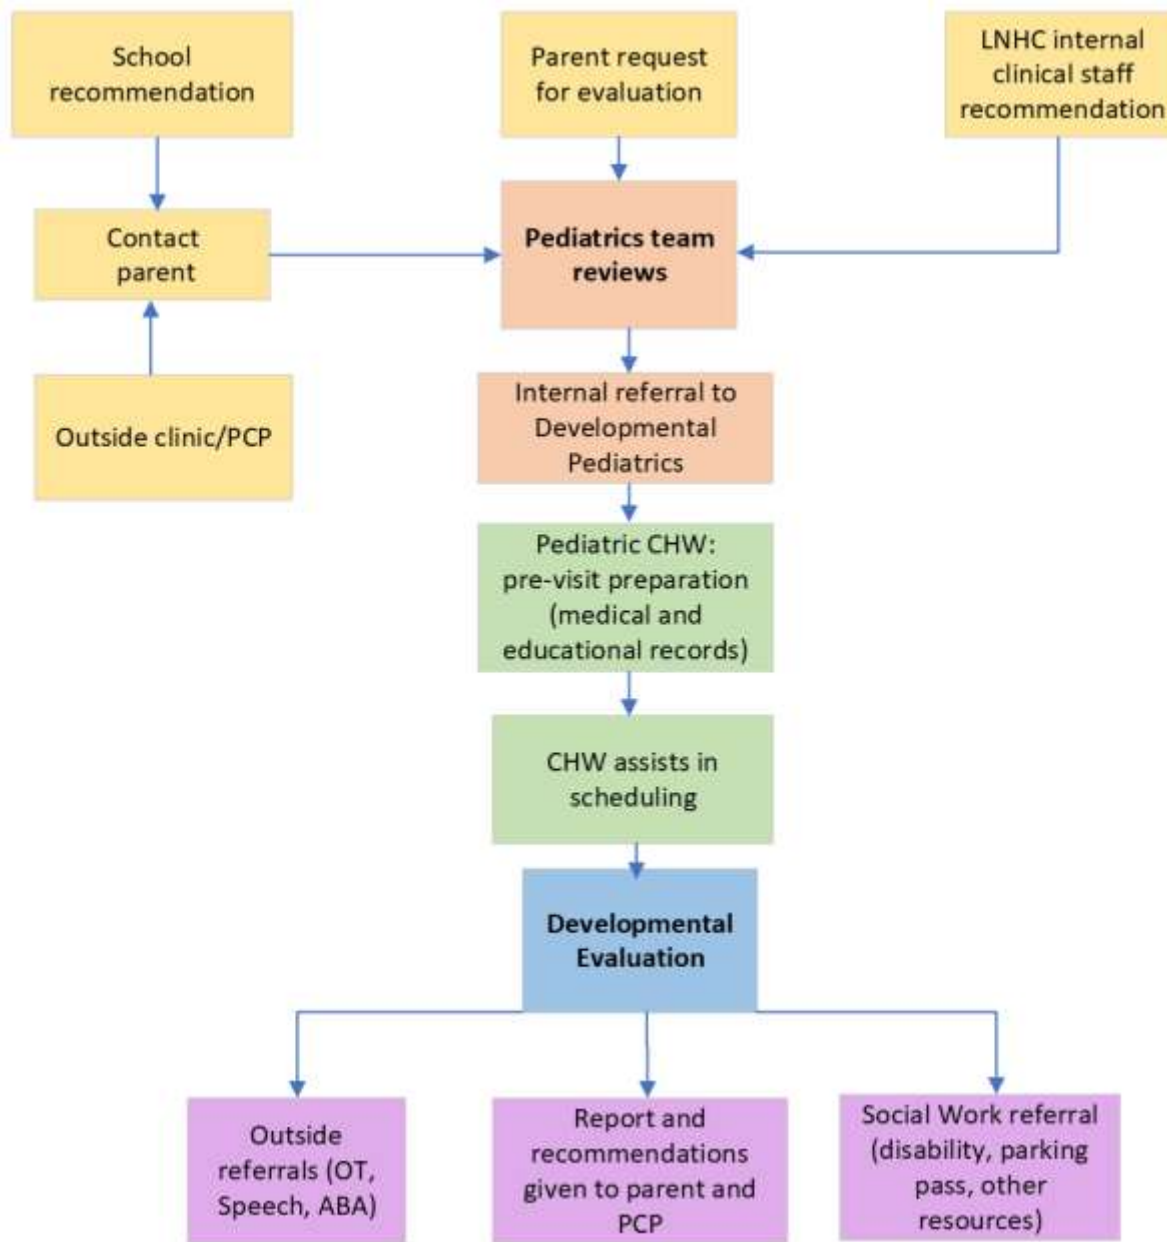 School
recommendation
Parent request
for evaluation
LNHC internal
clinical staff
recommendation
Contact
parent
Pediatrics team
reviews
Outside clinic/PCP
Internal referral to
Developmental
Pediatrics
Pediatric CHW:
pre-visit preparation
(medical and
educational records)
CHW assists in
scheduling
Developmental
Evaluation
Outside
referrals (OT,
Speech, ABA)
Report and
recommendations
given to parent and
PCP
Social Work referral
(disability, parking
pass, other
resources)